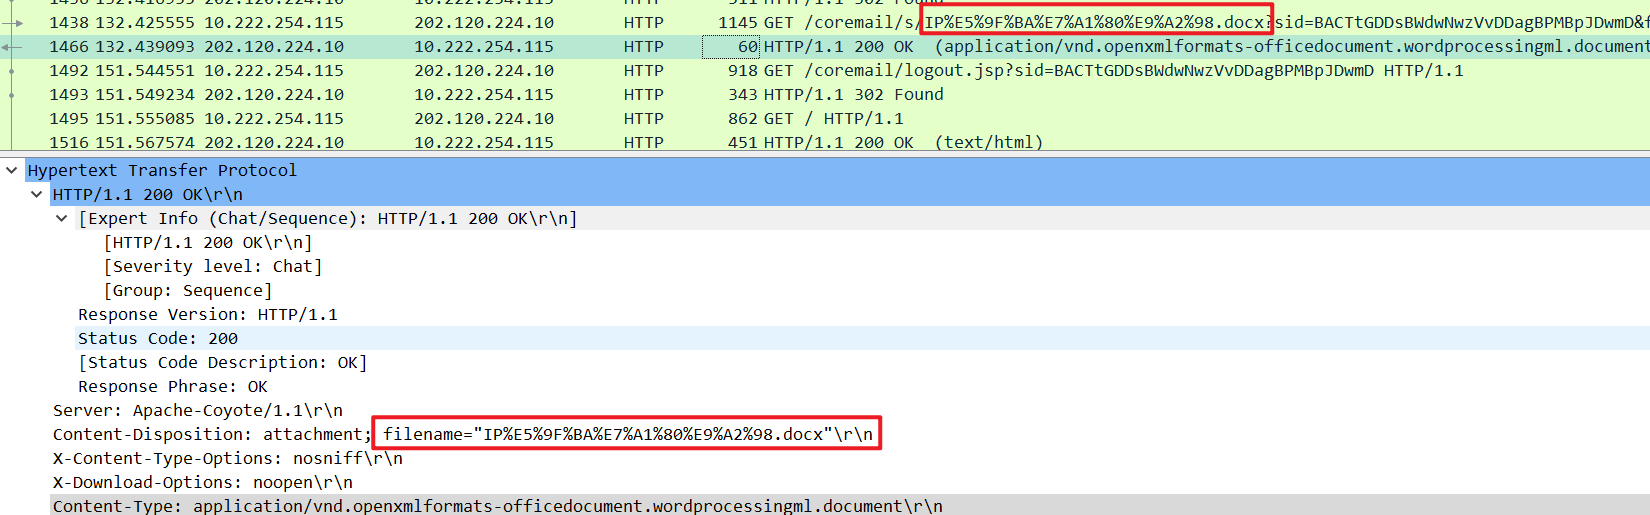 1438 132.425555 10.222.254.115 202.120.224.10 HTTP 1145 GET /coremail/s/IP%E5%9F%BA%E7%A1%80%E9%A2%98.docx?sid=BACTtGDDsBWdwNwzVvDDagBPMBpJDwmD&f
1466 132.439093 202.120.224.10 10.222.254.115 HTTP 60 HTTP/1.1 200 OK (application/vnd.openxmlformats-officedocument.wordprocessingml.document
1492 151.544551 10.222.254.115 202.120.224.10 HTTP 918 GET /coremail/logout.jsp?sid=BACTtGDDsBWdwNwzVvDDagBPMBpJDwmD HTTP/1.1
1493 151.549234 202.120.224.10 10.222.254.115 HTTP 343 HTTP/1.1 302 Found
1495 151.555085 10.222.254.115 202.120.224.10 HTTP 862 GET / HTTP/1.1
1516 151.567574 202.120.224.10 10.222.254.115 HTTP 451 HTTP/1.1 200 OK (text/html)
Hypertext Transfer Protocol
HTTP/1.1 200 OK\r\n
[Expert Info (Chat/Sequence): HTTP/1.1 200 OK\r\n]
[HTTP/1.1 200 OK\r\n]
[Severity level: Chat]
[Group: Sequence]
Response Version: HTTP/1.1
Status Code: 200
[Status Code Description: OK]
Response Phrase: OK
Server: Apache-Coyote/1.1\r\n
Content-Disposition: attachment; filename="IP%E5%9F%BA%E7%A1%80%E9%A2%98.docx"\r\n
X-Content-Type-Options: nosniff\r\n
X-Download-Options: noopen\r\n
Content-Type: application/vnd.openxmlformats-officedocument.wordprocessingml.document\r\n